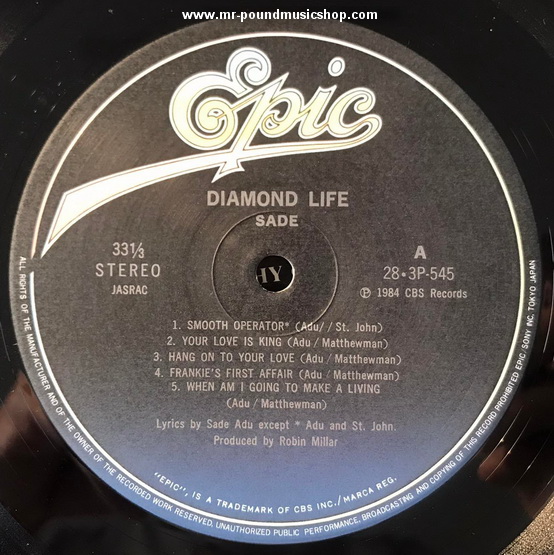 www.mr-poundmusicshop.com
Epic
DIAMOND LIFE
SADE
33⅓
STEREO
JASRAC
A
28•3P-545
℗ 1984 CBS Records
HY
1. SMOOTH OPERATOR* (Adu// St. John)
2. YOUR LOVE IS KING (Adu/Matthewman)
3. HANG ON TO YOUR LOVE (Adu/Matthewman)
4. FRANKIE'S FIRST AFFAIR (Adu/Matthewman)
5. WHEN AM I GOING TO MAKE A LIVING
(Adu/Matthewman)
Lyrics by Sade Adu except * Adu and St. John.
Produced by Robin Millar
"EPIC", IS A TRADEMARK OF CBS INC./MARCA REG.
ALL RIGHTS OF THE MANUFACTURER AND OF THE OWNER OF THE RECORDED WORK RESERVED. UNAUTHORIZED PUBLIC PERFORMANCE, BROADCASTING AND COPYING OF THIS RECORD PROHIBITED EPIC/SONY INC. TOKYO JAPAN